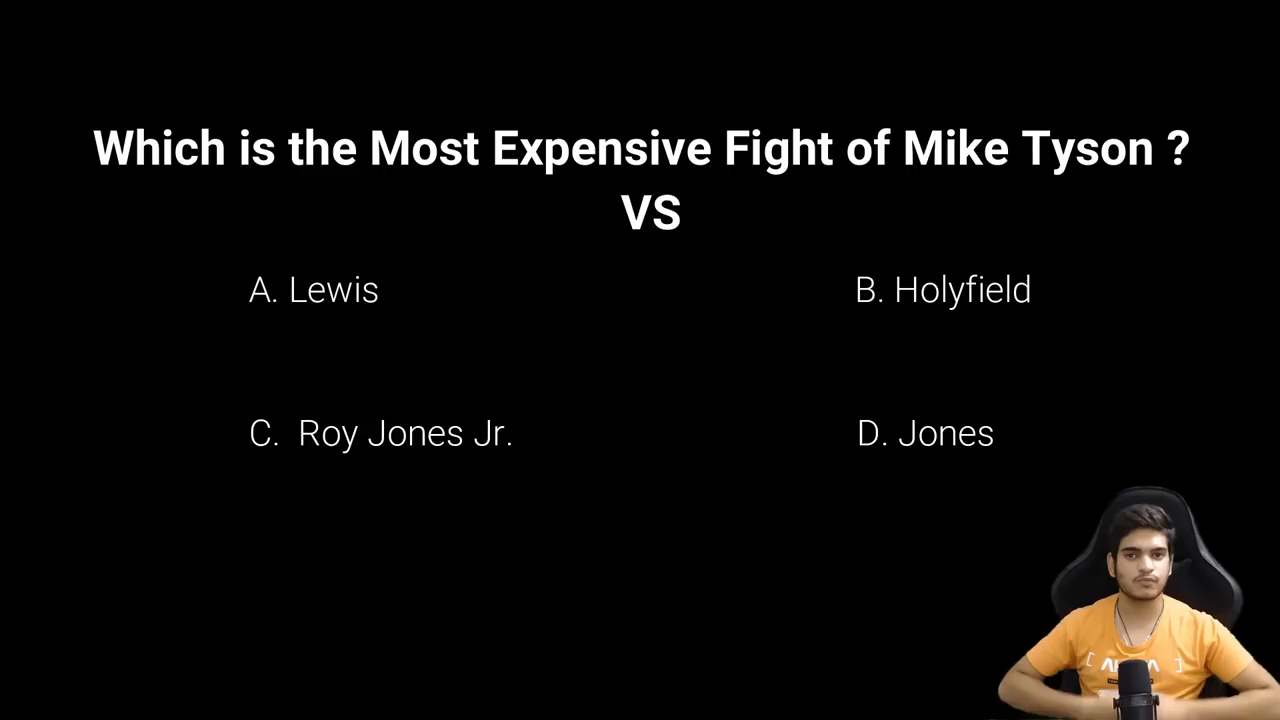 Which is the Most Expensive Fight of Mike Tyson ?
VS
A. Lewis
B. Holyfield
C. Roy Jones Jr.
D. Jones